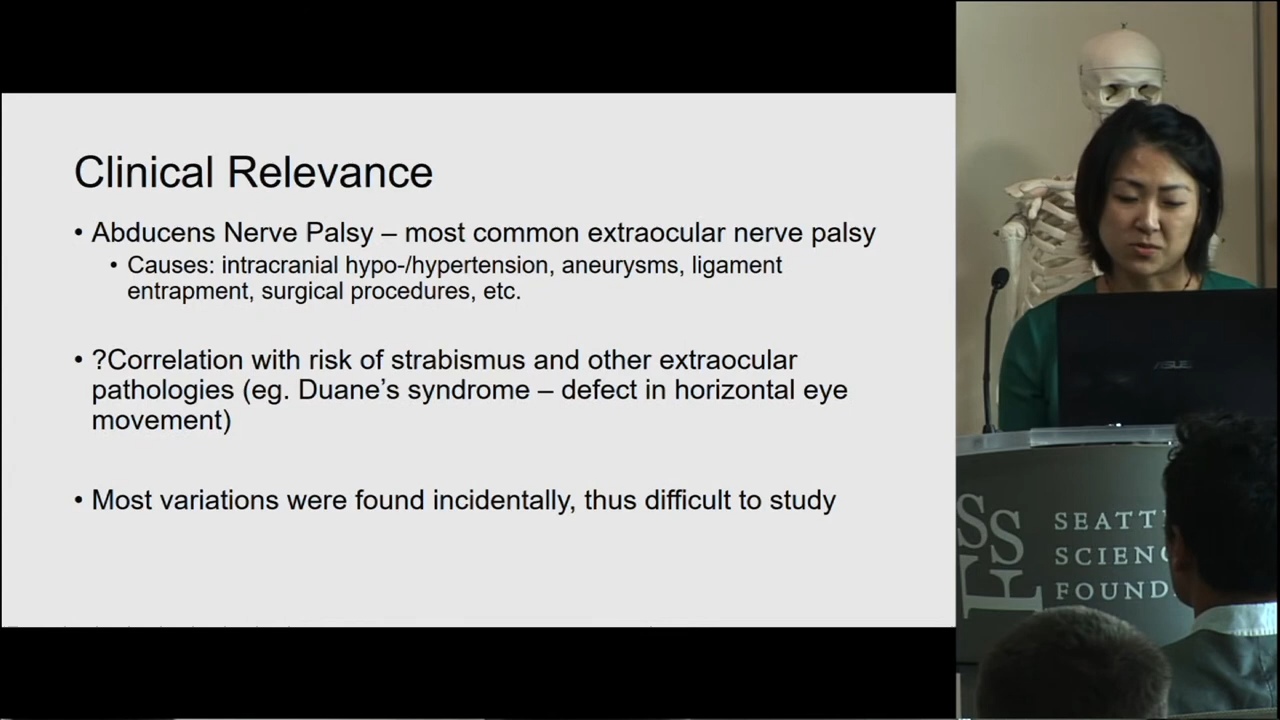 Clinical Relevance
• Abducens Nerve Palsy – most common extraocular nerve palsy
• Causes: intracranial hypo-/hypertension, aneurysms, ligament
entrapment, surgical procedures, etc.
• ?Correlation with risk of strabismus and other extraocular
pathologies (eg. Duane’s syndrome – defect in horizontal eye
movement)
• Most variations were found incidentally, thus difficult to study
ASUS
SSF
SEATT
SCIENC
FOUND